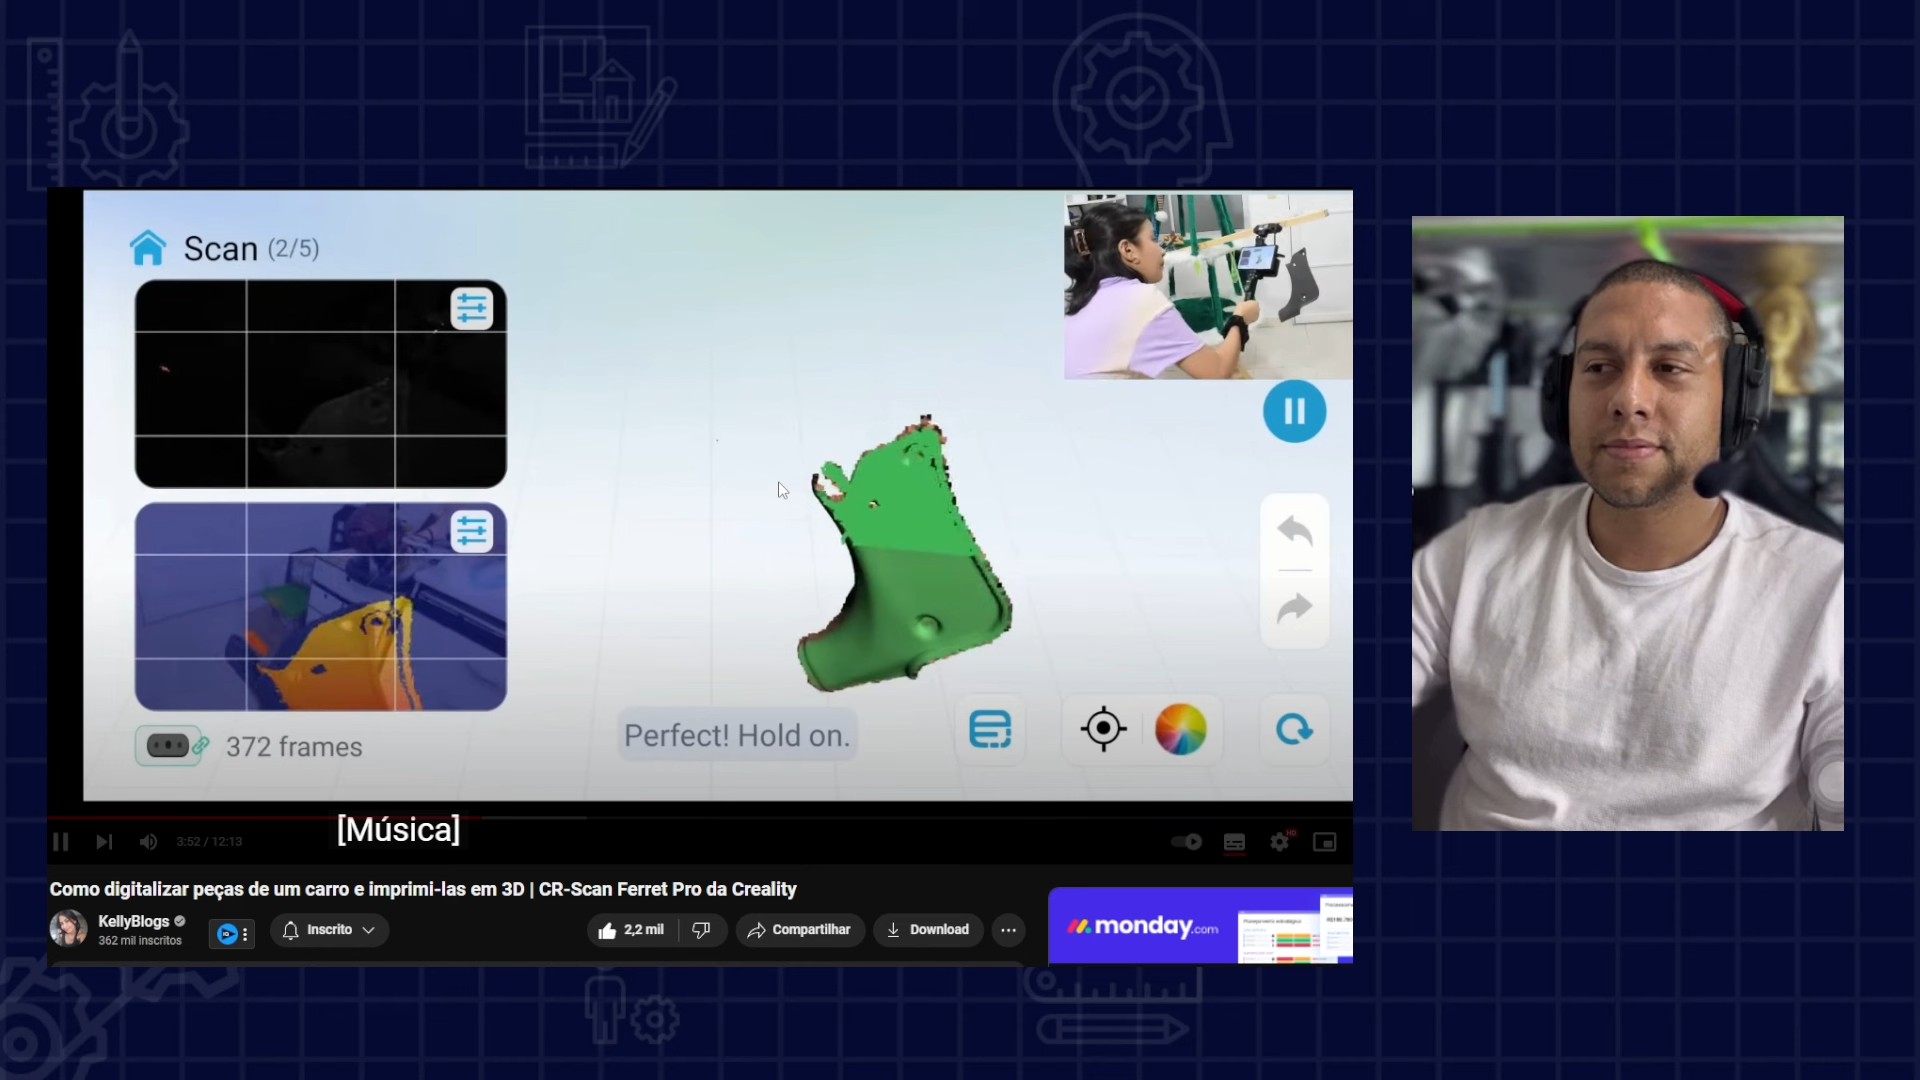 Scan (2/5)
372 frames
Perfect! Hold on.
[Música]
3:52 / 12:13
HD
Como digitalizar peças de um carro e imprimi-las em 3D | CR-Scan Ferret Pro da Creality
KellyBlogs
362 mil inscritos
Inscrito
2,2 mil
Compartilhar
Download
monday.com